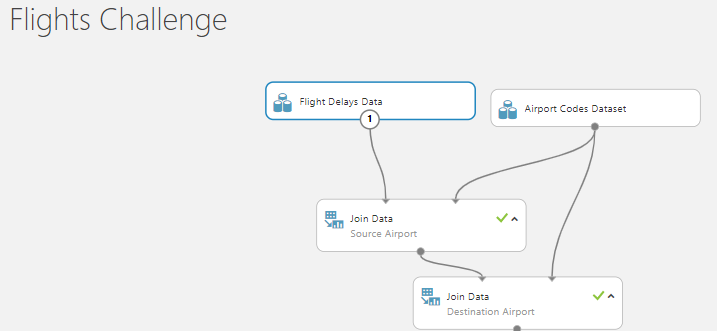 Flights Challenge
Flight Delays Data
Airport Codes Dataset
1
Join Data
Source Airport
Join Data
Destination Airport